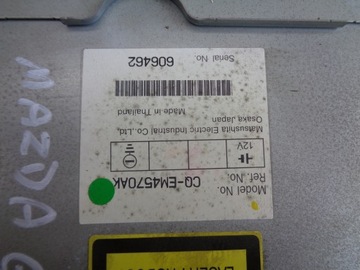 Model No. CQ-EM4570AK
Ref. No.
12V
Matsushita Electric Industrial Co., Ltd.
Osaka Japan
Made in Thailand
Serial No. 606462
MAZDA